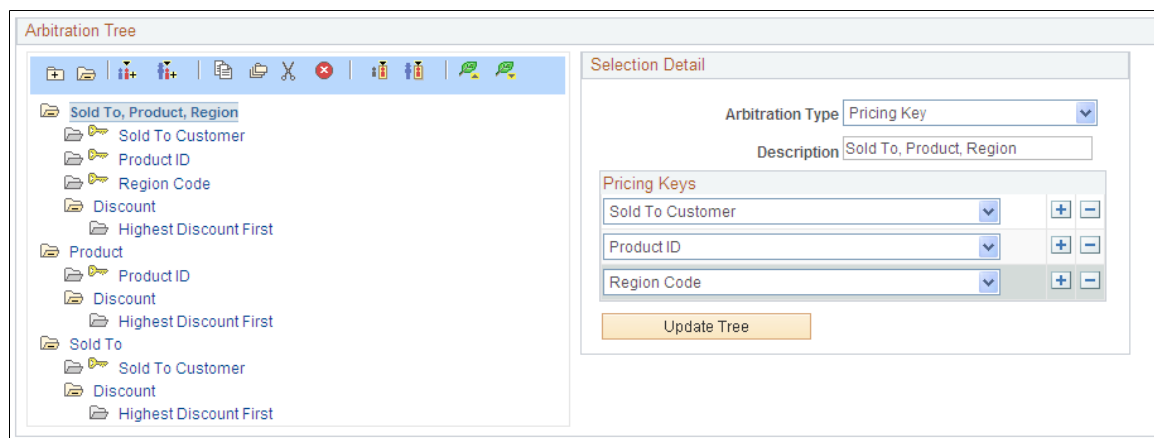 Arbitration Tree
Sold To, Product, Region
Sold To Customer
Product ID
Region Code
Discount
Highest Discount First
Product
Product ID
Discount
Highest Discount First
Sold To
Sold To Customer
Discount
Highest Discount First
Selection Detail
Arbitration Type Pricing Key
Description Sold To, Product, Region
Pricing Keys
Sold To Customer
Product ID
Region Code
Update Tree